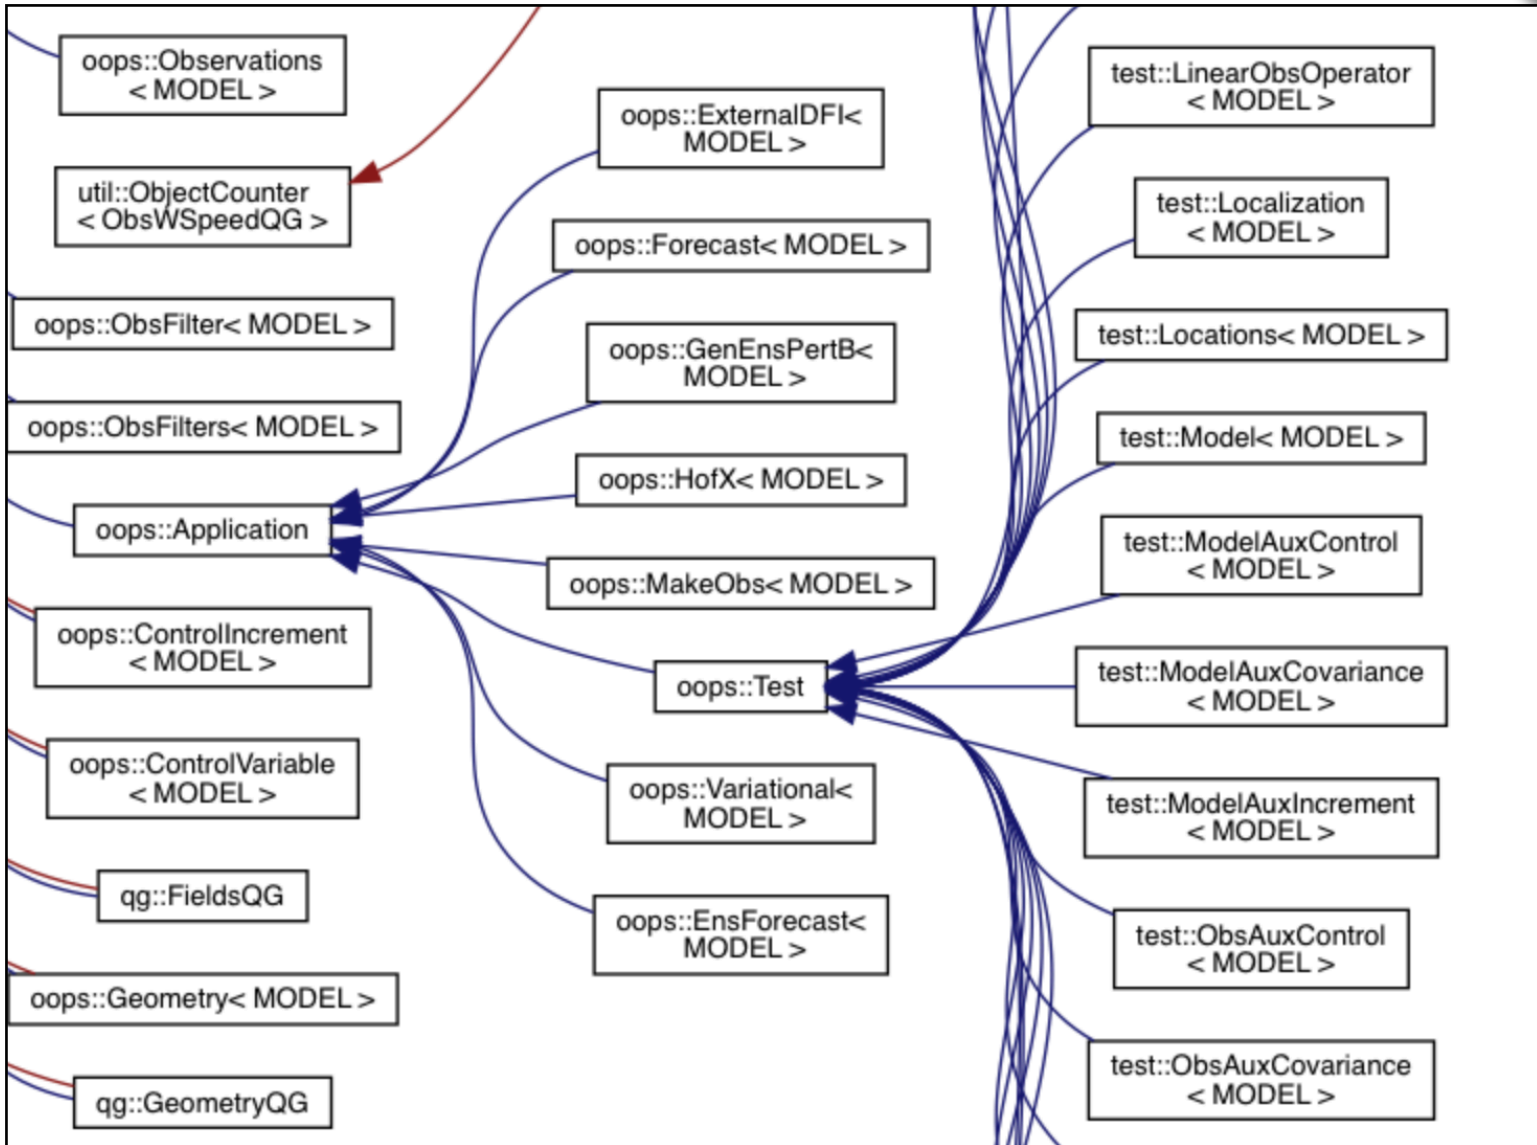 oops::Observations
< MODEL >
util::ObjectCounter
< ObsWSpeedQG >
oops::ObsFilter< MODEL >
oops::ObsFilters< MODEL >
oops::Application
oops::ControlIncrement
< MODEL >
oops::ControlVariable
< MODEL >
qg::FieldsQG
oops::Geometry< MODEL >
qg::GeometryQG
oops::ExternalDFI<
MODEL >
oops::Forecast< MODEL >
oops::GenEnsPertB<
MODEL >
oops::HofX< MODEL >
oops::MakeObs< MODEL >
oops::Test
oops::Variational<
MODEL >
oops::EnsForecast<
MODEL >
test::LinearObsOperator
< MODEL >
test::Localization
< MODEL >
test::Locations< MODEL >
test::Model< MODEL >
test::ModelAuxControl
< MODEL >
test::ModelAuxCovariance
< MODEL >
test::ModelAuxIncrement
< MODEL >
test::ObsAuxControl
< MODEL >
test::ObsAuxCovariance
< MODEL >